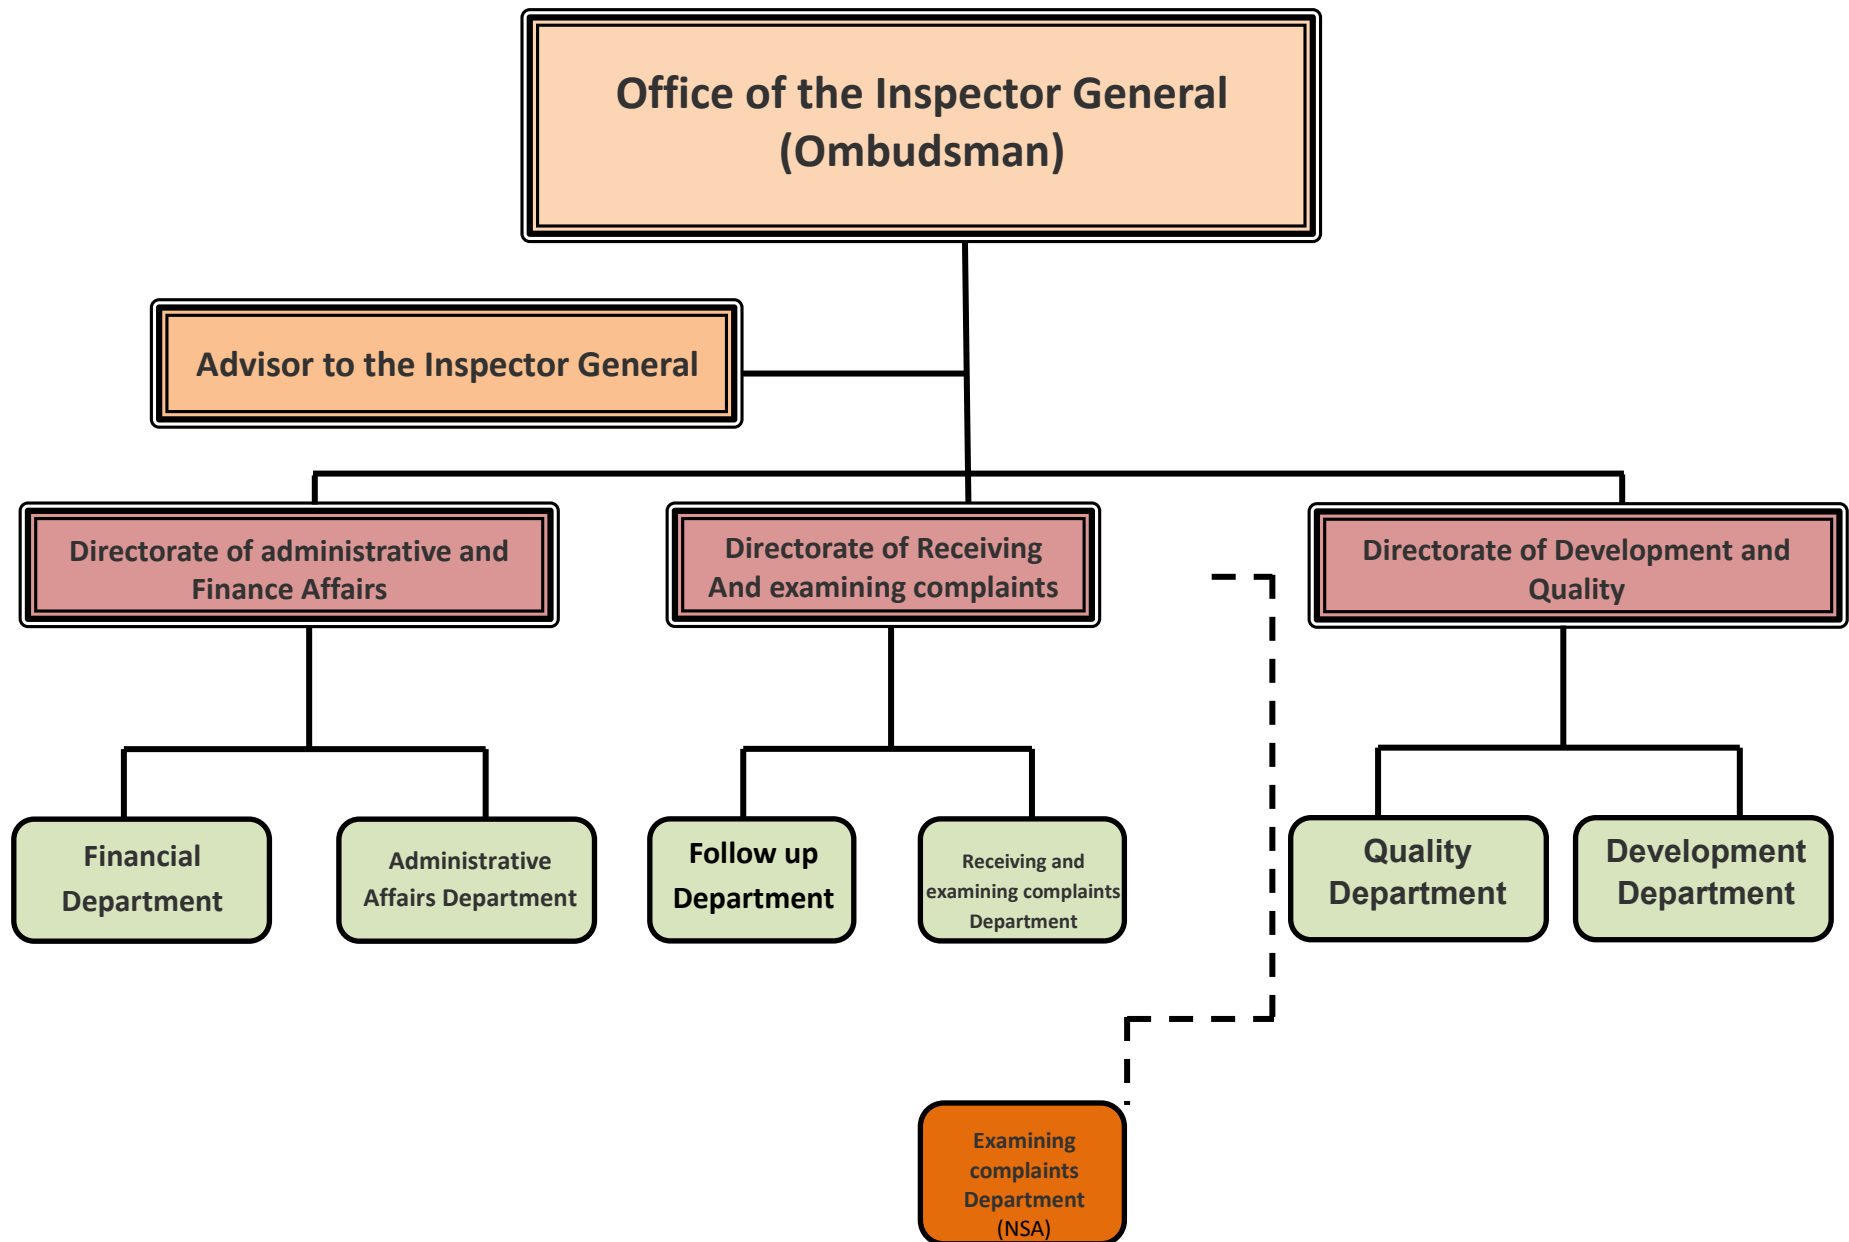 Office of the Inspector General
(Ombudsman)
Advisor to the Inspector General
Directorate of administrative and
Finance Affairs
Directorate of Receiving
And examining complaints
Directorate of Development and
Quality
Financial
Department
Administrative
Affairs Department
Follow up
Department
Receiving and
examining complaints
Department
Quality
Department
Development
Department
Examining
complaints
Department
(NSA)